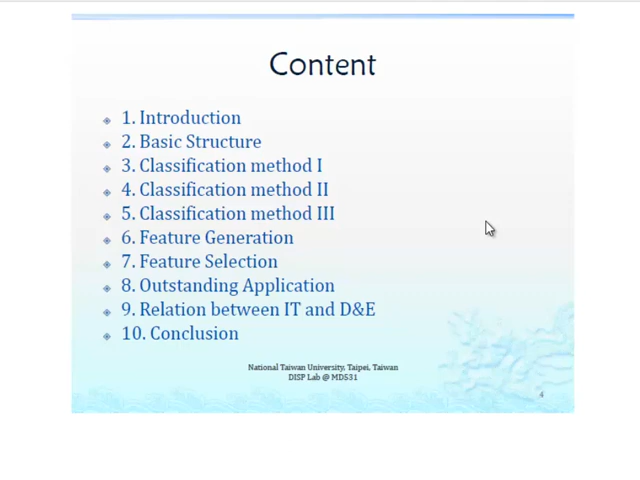 Content
1. Introduction
2. Basic Structure
3. Classification method I
4. Classification method II
5. Classification method III
6. Feature Generation
7. Feature Selection
8. Outstanding Application
9. Relation between IT and D&E
10. Conclusion
National Taiwan University, Taipei, Taiwan
DISP Lab @ MD531
4